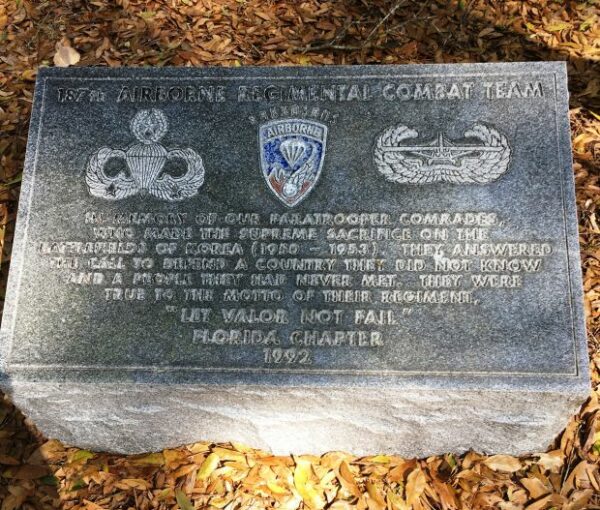 187th AIRBORNE REGIMENTAL COMBAT TEAM
RAKKASANS
AIRBORNE
IN MEMORY OF OUR PARATROOPER COMRADES,
WHO MADE THE SUPREME SACRIFICE ON THE
BATTLEFIELDS OF KOREA (1950 - 1953). THEY ANSWERED
THE CALL TO DEFEND A COUNTRY THEY DID NOT KNOW
AND A PEOPLE THEY HAD NEVER MET. THEY WERE
TRUE TO THE MOTTO OF THEIR REGIMENT,
"LET VALOR NOT FAIL"
FLORIDA CHAPTER
1992